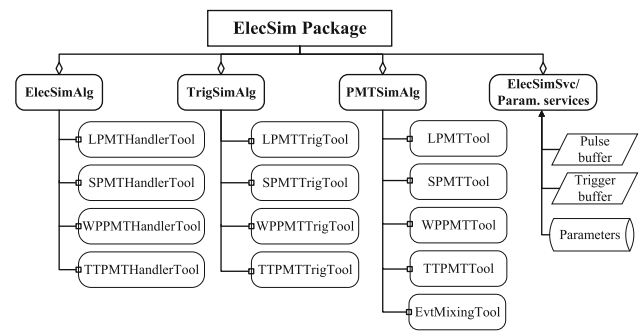 ElecSim Package
ElecSimAlg
TrigSimAlg
PMTSimAlg
ElecSimSvc/
Param. services
LPMTHandlerTool
SPMTHandlerTool
WPPMTHandlerTool
TTPMTHandlerTool
LPMTTrigTool
SPMTTrigTool
WPPMTTrigTool
TTPMTTrigTool
LPMTTool
SPMTTool
WPPMTTool
TTPMTTool
EvtMixingTool
Pulse
buffer
Trigger
buffer
Parameters